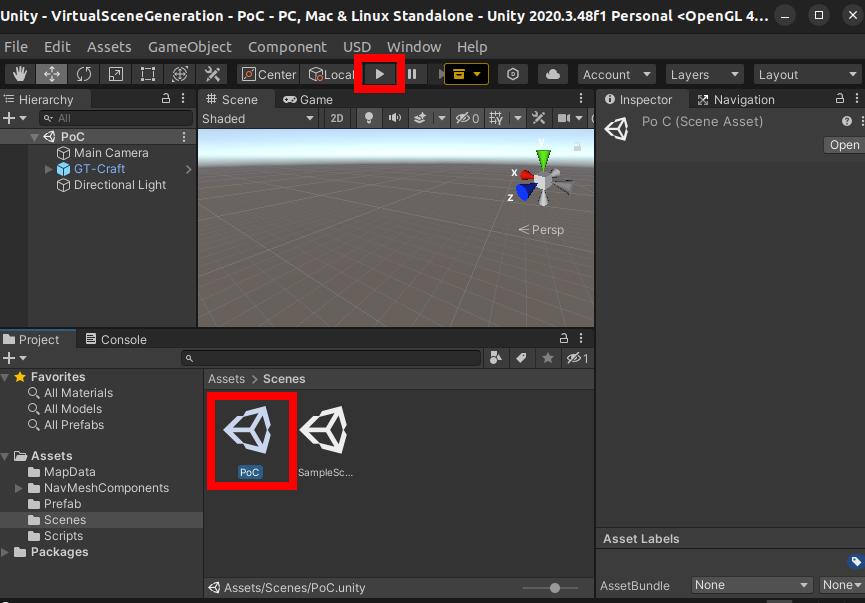 Unity - VirtualSceneGeneration - PoC - PC, Mac & Linux Standalone - Unity 2020.3.48f1 Personal <OpenGL 4...
File Edit Assets GameObject Component USD Window Help
Center Local Account Layers Layout
Hierarchy
All
PoC
Main Camera
GT-Craft
Directional Light
Scene Game
Shaded 2D 0
y
x
z
Persp
Inspector Navigation
Po C (Scene Asset)
Open
Project Console
1
Favorites
All Materials
All Models
All Prefabs
Assets
MapData
NavMeshComponents
Prefab
Scenes
Scripts
Packages
Assets > Scenes
PoC SampleSc...
Assets/Scenes/PoC.unity
Asset Labels
AssetBundle None None